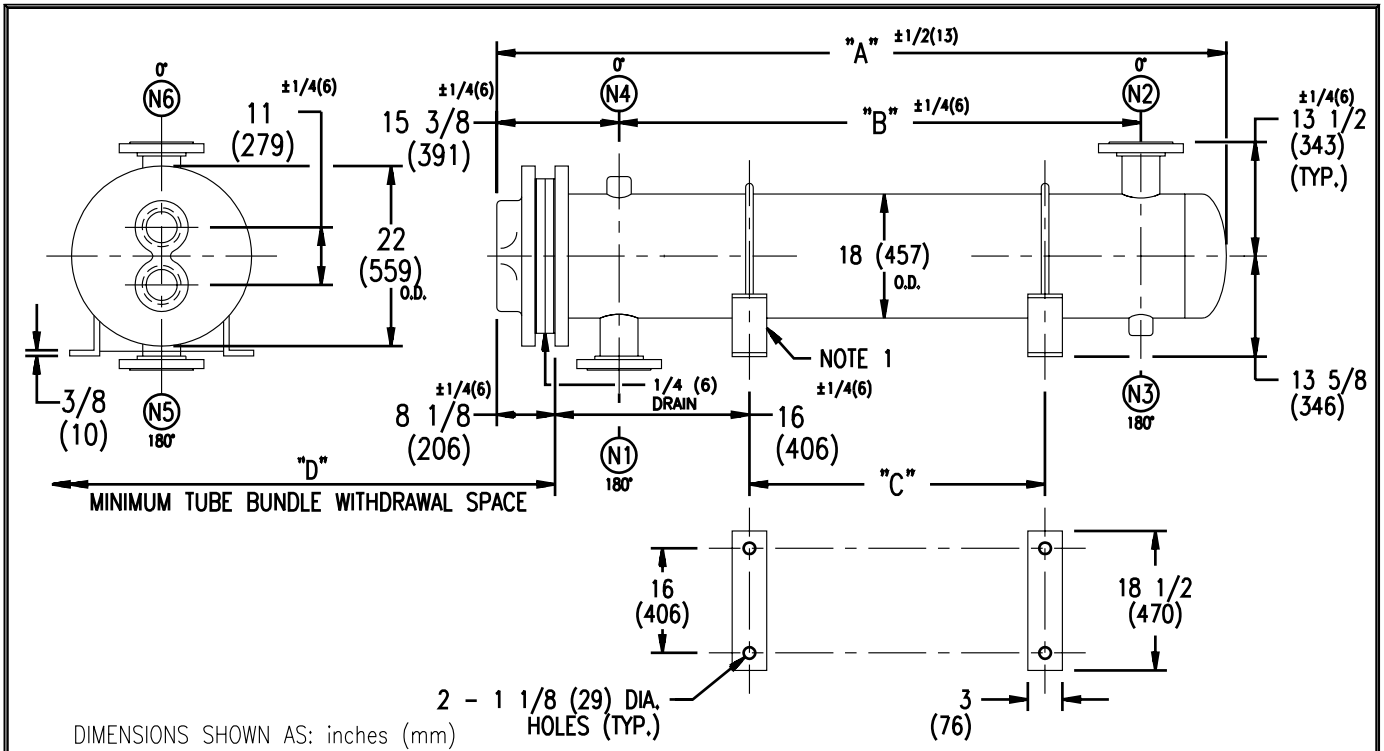 "A" ±1/2(13)
0°
N6
±1/4(6)
11
(279)
22
(559)
O.D.
3/8
(10)
N5
180°
±1/4(6)
15 3/8
(391)
0°
N4
"B" ±1/4(6)
0°
N2
±1/4(6)
13 1/2
(343)
(TYP.)
18 (457)
O.D.
NOTE 1
13 5/8
(346)
N3
180°
±1/4(6)
8 1/8
(206)
1/4 (6)
DRAIN
±1/4(6)
16
(406)
N1
180°
"D"
MINIMUM TUBE BUNDLE WITHDRAWAL SPACE
"C"
16
(406)
18 1/2
(470)
2 - 1 1/8 (29) DIA.
HOLES (TYP.)
3
(76)
DIMENSIONS SHOWN AS: inches (mm)